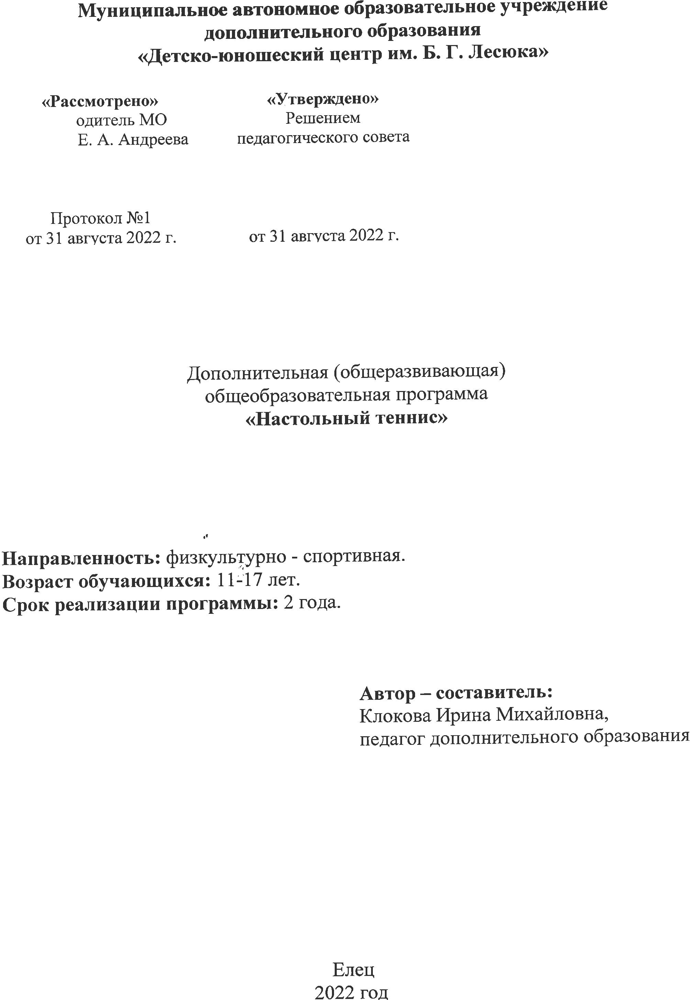 Муниципальное автономное образовательное учреждение
дополнительного образования
«Детско-юношеский центр им. Б. Г. Лесюка»
«Рассмотрено»
одитель МО
Е. А. Андреева
Протокол №1
от 31 августа 2022 г.
«Утверждено»
Решением
педагогического совета
от 31 августа 2022 г.
Дополнительная (общеразвивающая)
общеобразовательная программа
«Настольный теннис»
Направленность: физкультурно - спортивная.
Возраст обучающихся: 11-17 лет.
Срок реализации программы: 2 года.
Автор – составитель:
Клокова Ирина Михайловна,
педагог дополнительного образования
Елец
2022 год